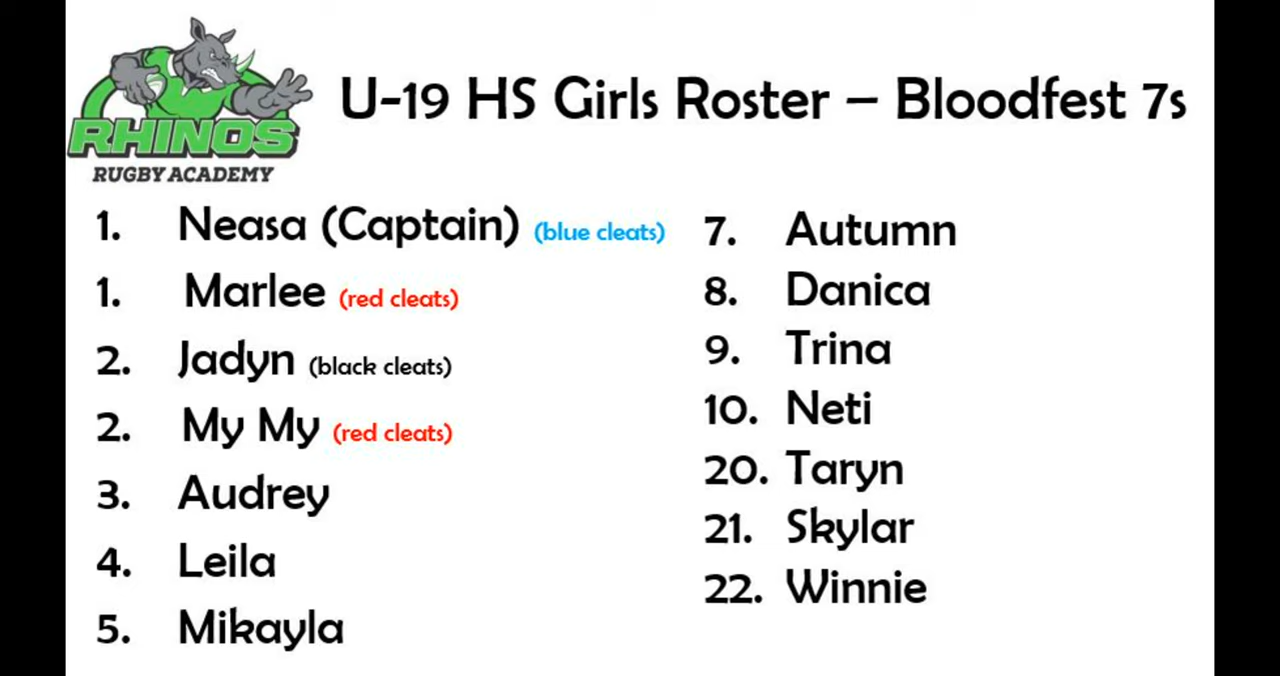 RHINOS
RUGBY ACADEMY
U-19 HS Girls Roster – Bloodfest 7s
1. Neasa (Captain) (blue cleats)
1. Marlee (red cleats)
2. Jadyn (black cleats)
2. My My (red cleats)
3. Audrey
4. Leila
5. Mikayla
7. Autumn
8. Danica
9. Trina
10. Neti
20. Taryn
21. Skylar
22. Winnie